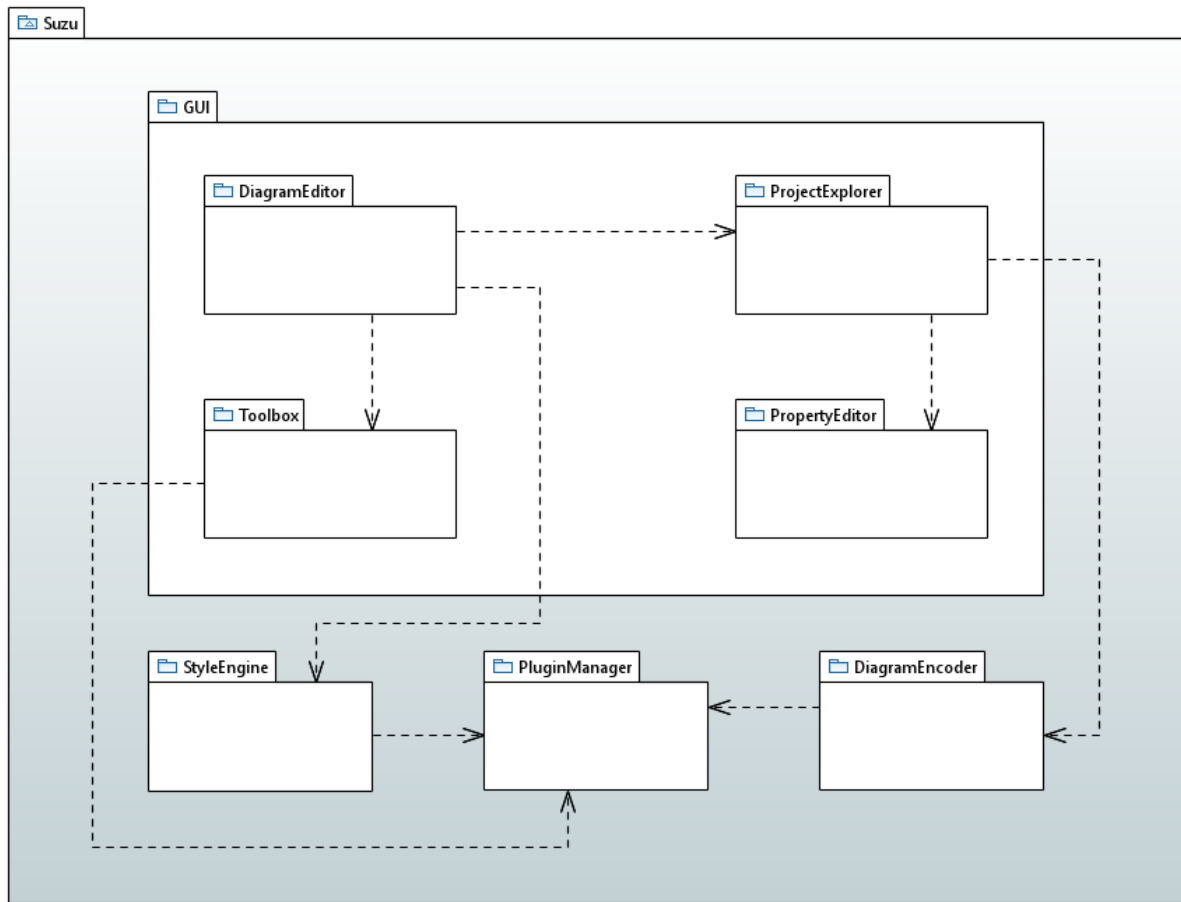 Suzu
GUI
DiagramEditor
ProjectExplorer
Toolbox
PropertyEditor
StyleEngine
PluginManager
DiagramEncoder